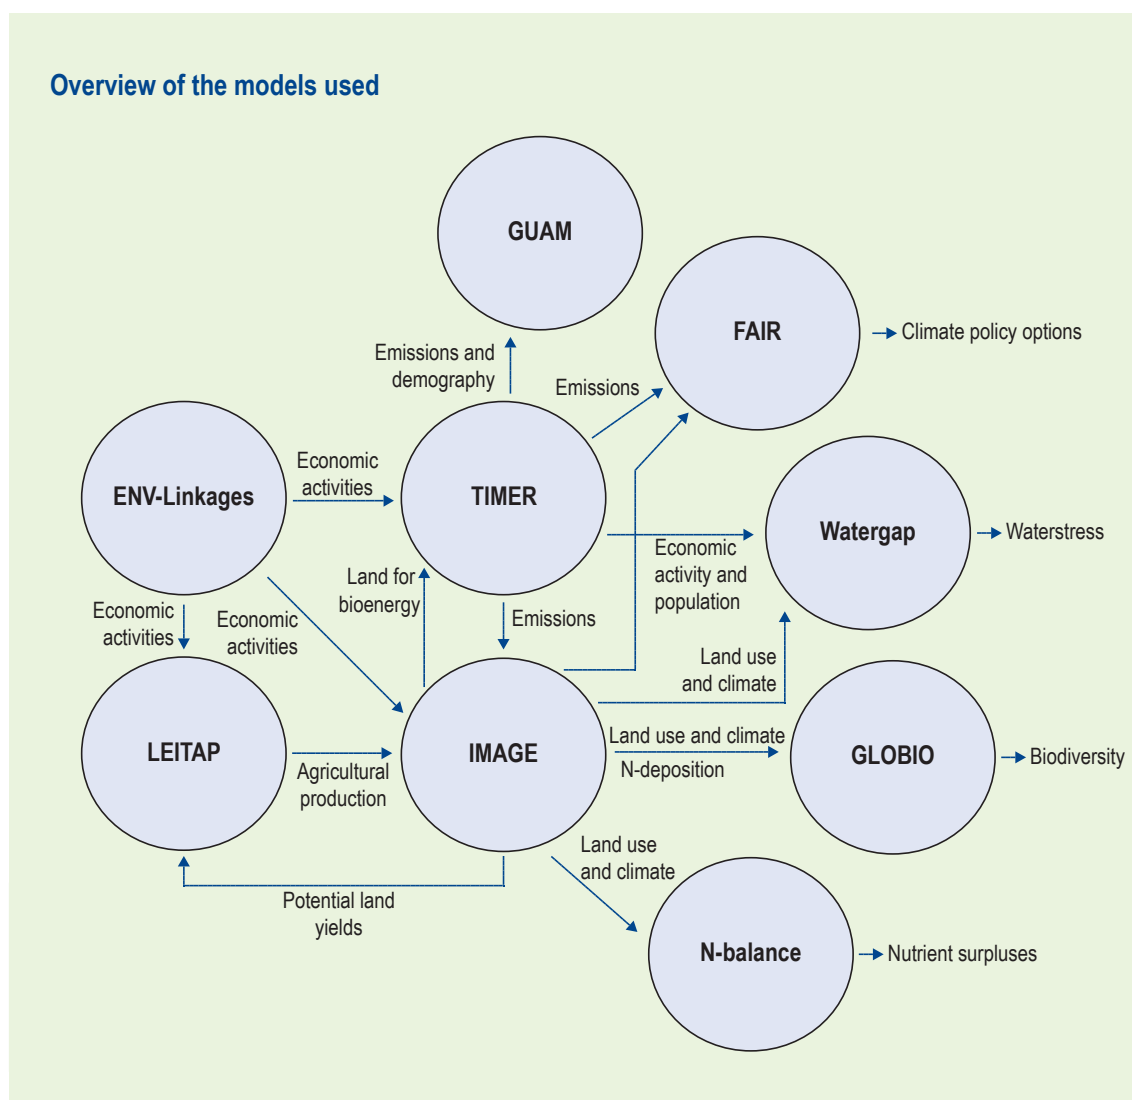 Overview of the models used
GUAM
FAIR
Climate policy options
Emissions and
demography
Emissions
ENV-Linkages
Economic
activities
TIMER
Watergap
Waterstress
Economic
activity and
population
Land for
bioenergy
Economic
activities
Economic
activities
Emissions
Land use
and climate
LEITAP
Agricultural
production
IMAGE
Land use and climate
N-deposition
GLOBIO
Biodiversity
Land use
and climate
Potential land
yields
N-balance
Nutrient surpluses